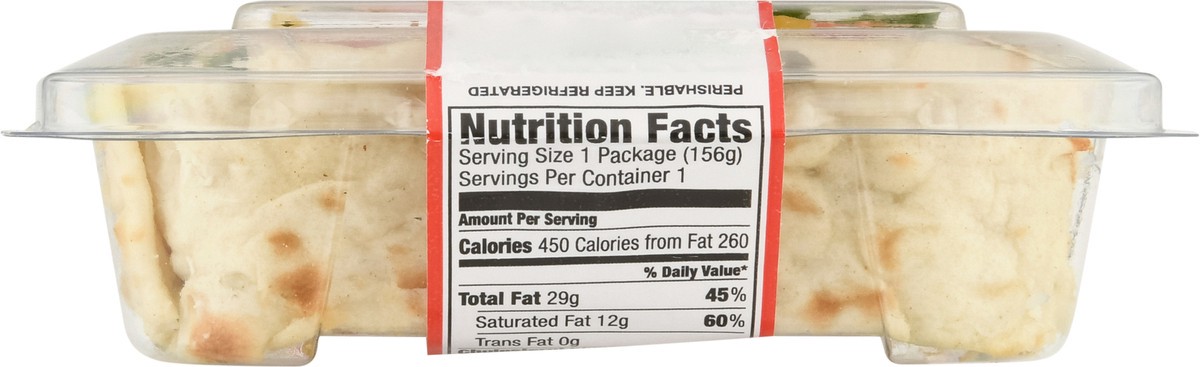 PERISHABLE. KEEP REFRIGERATED
Nutrition Facts
Serving Size 1 Package (156g)
Servings Per Container 1
Amount Per Serving
Calories 450 Calories from Fat 260
% Daily Value*
Total Fat 29g 45%
Saturated Fat 12g 60%
Trans Fat 0g